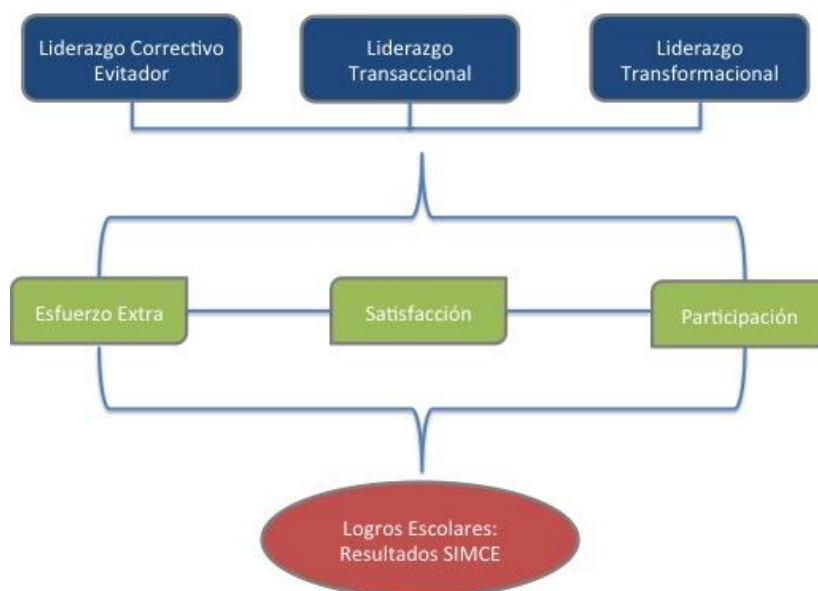 Liderazgo Correctivo
Evitador
Liderazgo
Transaccional
Liderazgo
Transformacional
Esfuerzo Extra
Satisfacción
Participación
Logros Escolares:
Resultados SIMCE